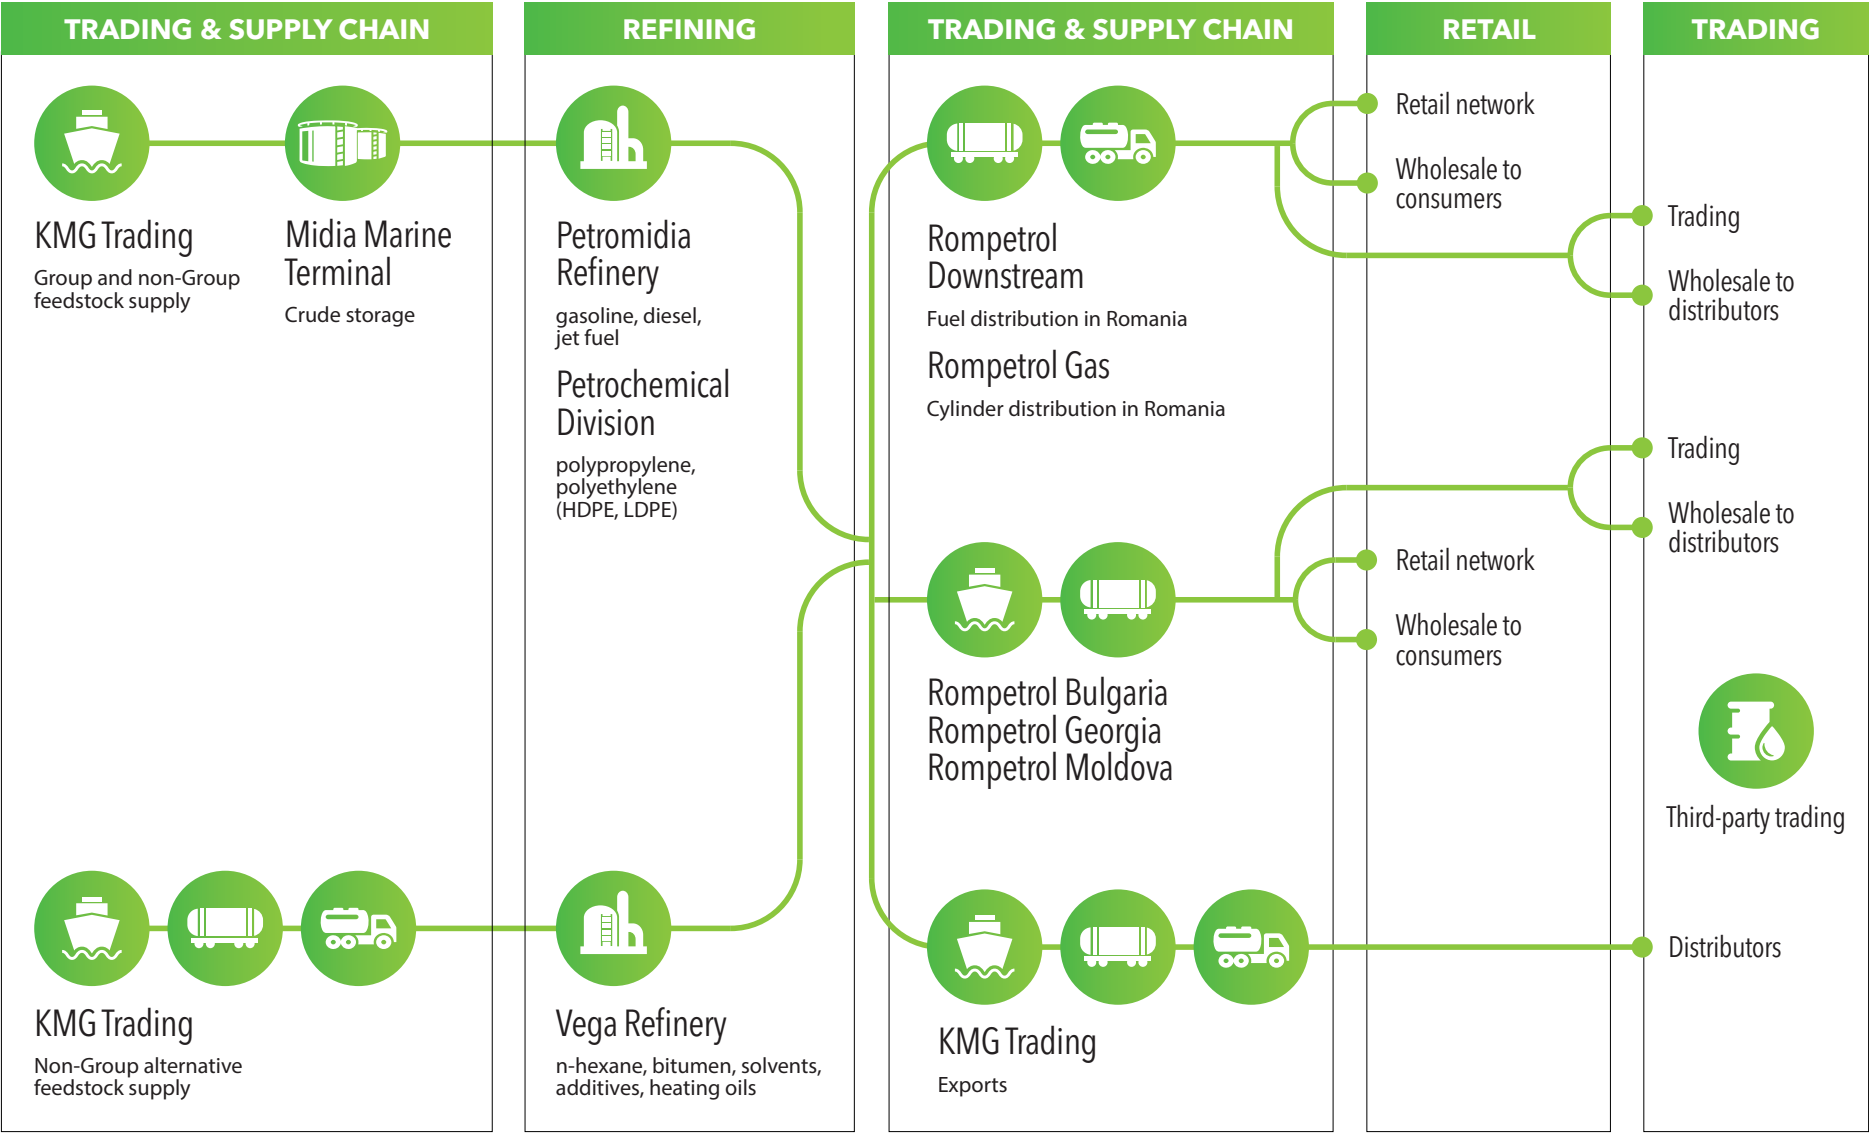 TRADING & SUPPLY CHAIN
KMG Trading
Group and non-Group
feedstock supply
Midia Marine
Terminal
Crude storage
KMG Trading
Non-Group alternative
feedstock supply
REFINING
Petromidia
Refinery
gasoline, diesel,
jet fuel
Petrochemical
Division
polypropylene,
polyethylene
(HDPE, LDPE)
Vega Refinery
n-hexane, bitumen, solvents,
additives, heating oils
TRADING & SUPPLY CHAIN
Rompetrol
Downstream
Fuel distribution in Romania
Rompetrol Gas
Cylinder distribution in Romania
Rompetrol Bulgaria
Rompetrol Georgia
Rompetrol Moldova
KMG Trading
Exports
RETAIL
Retail network
Wholesale to
consumers
Retail network
Wholesale to
consumers
TRADING
Trading
Wholesale to
distributors
Trading
Wholesale to
distributors
Third-party trading
Distributors